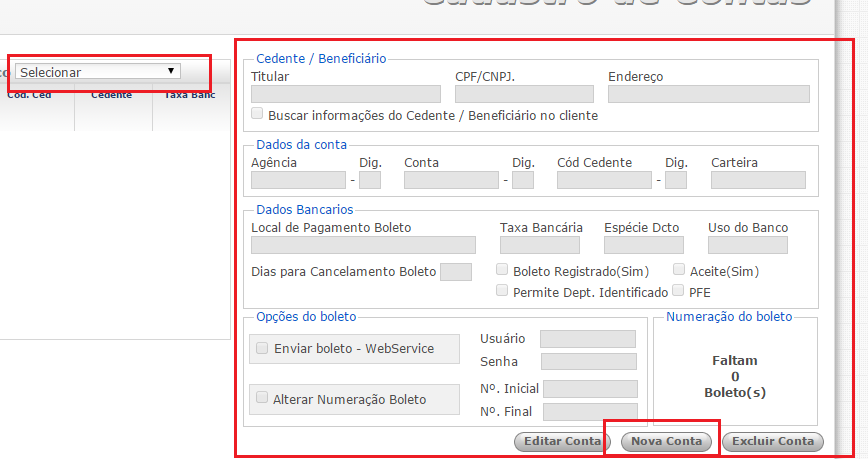 Cadastro de Contas
co Selecionar
Cód. Ced Cedente Taxa Banc
Cedente / Beneficiário
Titular CPF/CNPJ. Endereço
Buscar informações do Cedente / Beneficiário no cliente
Dados da conta
Agência Dig. Conta Dig. Cód Cedente Dig. Carteira
- - -
Dados Bancarios
Local de Pagamento Boleto Taxa Bancária Espécie Dcto Uso do Banco
Dias para Cancelamento Boleto Boleto Registrado(Sim) Aceite(Sim)
Permite Dept. Identificado PFE
Opções do boleto
Enviar boleto - WebService
Alterar Numeração Boleto
Usuário
Senha
Nº. Inicial
Nº. Final
Numeração do boleto
Faltam
0
Boleto(s)
Editar Conta Nova Conta Excluir Conta